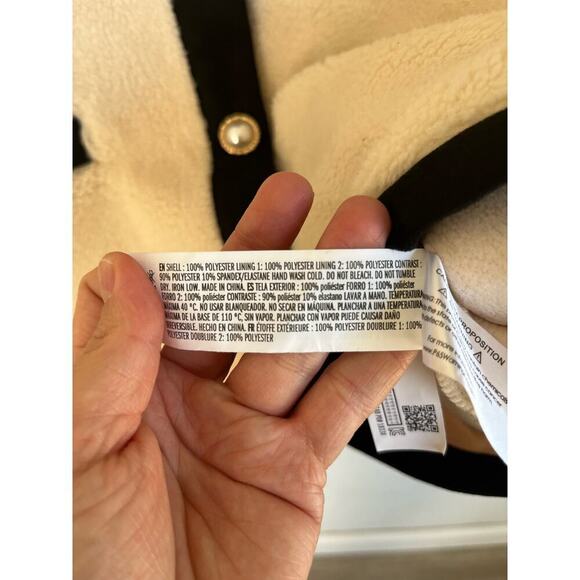 EN SHELL : 100% POLYESTER LINING 1: 100% POLYESTER LINING 2: 100% POLYESTER CONTRAST :
90% POLYESTER 10% SPANDEX/ELASTANE HAND WASH COLD. DO NOT BLEACH. DO NOT TUMBLE
DRY. IRON LOW. MADE IN CHINA. ES TELA EXTERIOR : 100% poliéster FORRO 1: 100% poliéster
FORRO 2: 100% poliéster CONTRASTE : 90% poliéster 10% elastano LAVAR A MANO. TEMPERATURA
MÁXIMA 40 °C. NO USAR BLANQUEADOR. NO SECAR EN MÁQUINA. PLANCHAR A UNA TEMPERATURA
MÁXIMA DE LA BASE DE 110 °C, SIN VAPOR. PLANCHAR CON VAPOR PUEDE CAUSAR DAÑO
IRREVERSIBLE. HECHO EN CHINA. FR ÉTOFFE EXTÉRIEURE : 100% POLYESTER DOUBLURE 1: 100%
POLYESTER DOUBLURE 2: 100% POLYESTER
PROPOSITION